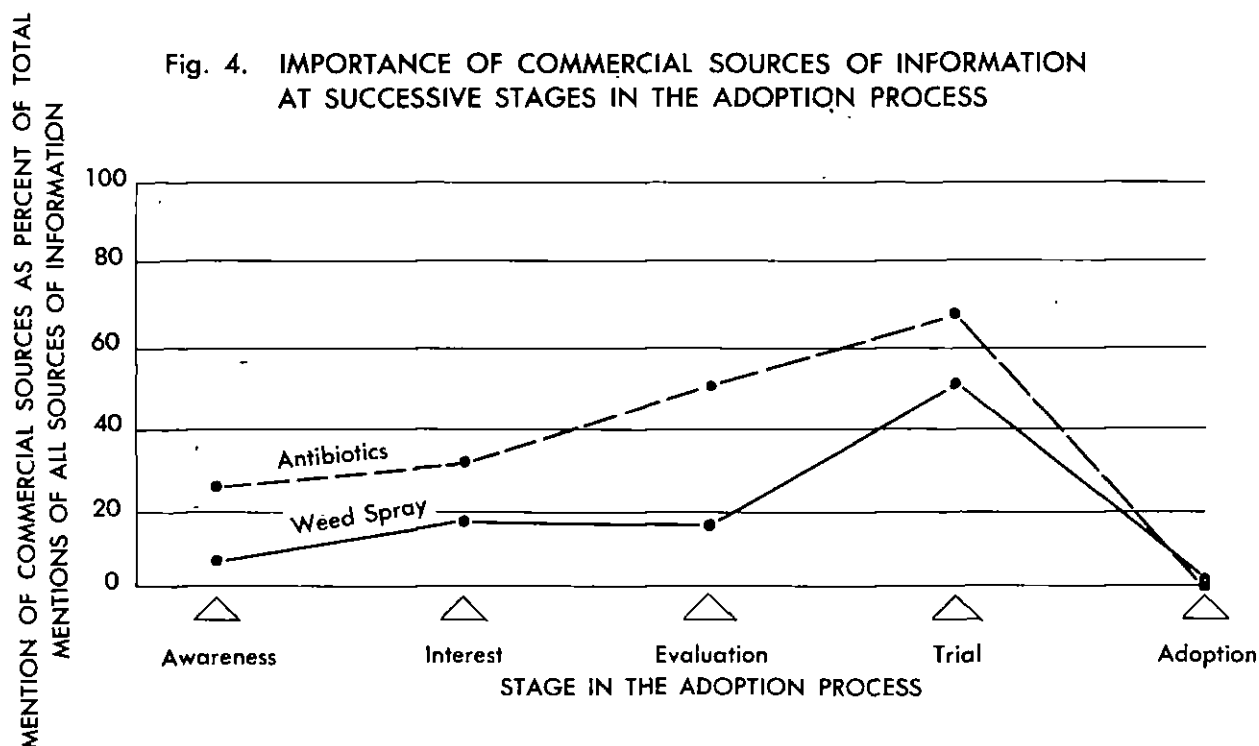 Fig. 4. IMPORTANCE OF COMMERCIAL SOURCES OF INFORMATION
AT SUCCESSIVE STAGES IN THE ADOPTION PROCESS
MENTION OF COMMERCIAL SOURCES AS PERCENT OF TOTAL
MENTIONS OF ALL SOURCES OF INFORMATION
100
80
60
40
20
0
Antibiotics
Weed Spray
Awareness Interest Evaluation Trial Adoption
STAGE IN THE ADOPTION PROCESS